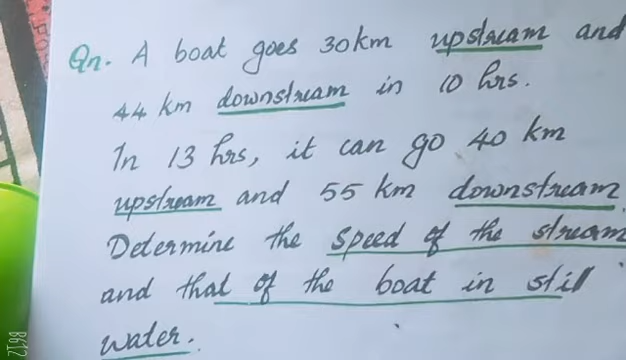 Qn. A boat goes 30km upstream and
44 km downstream in 10 hrs.
In 13 hrs, it can go 40 km
upstream and 55 km downstream.
Determine the speed of the stream
and that of the boat in still
water.